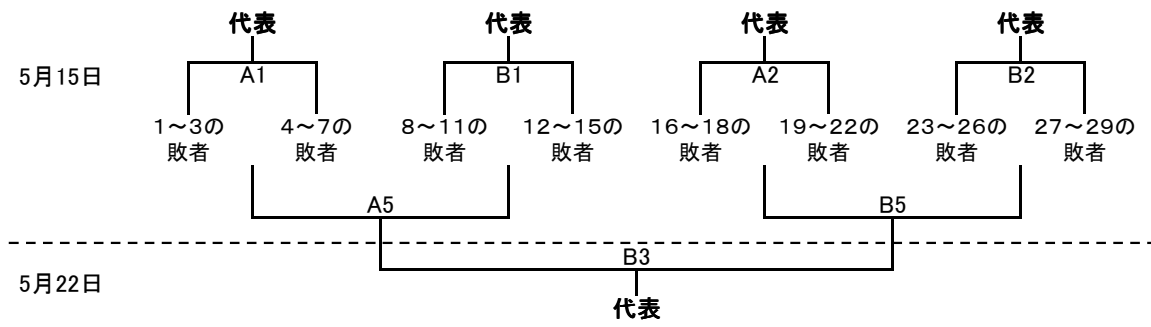 代表 代表 代表 代表
5月15日 A1 B1 A2 B2
1～3の 4～7の 8～11の 12～15の 16～18の 19～22の 23～26の 27～29の
敗者 敗者 敗者 敗者 敗者 敗者 敗者 敗者
A5 B5
B3
5月22日
代表